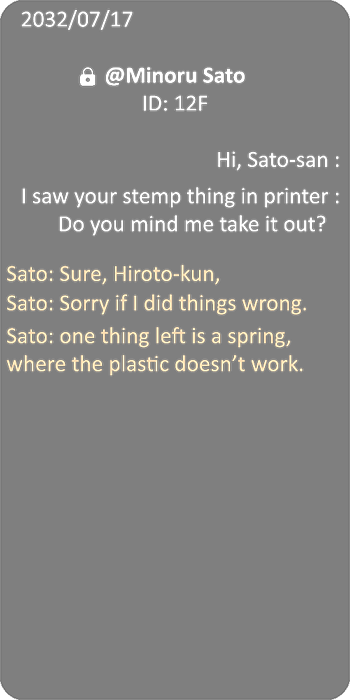 2032/07/17
@Minoru Sato
ID: 12F
Hi, Sato-san :
I saw your stemp thing in printer :
Do you mind me take it out?
Sato: Sure, Hiroto-kun,
Sato: Sorry if I did things wrong.
Sato: one thing left is a spring,
where the plastic doesn’t work.